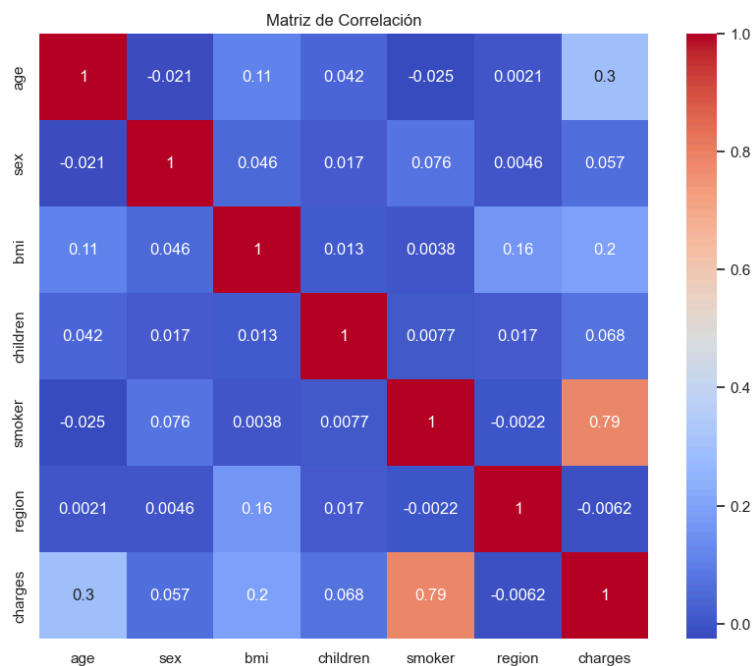 Matriz de Correlación
age 1 -0.021 0.11 0.042 -0.025 0.0021 0.3
sex -0.021 1 0.046 0.017 0.076 0.0046 0.057
bmi 0.11 0.046 1 0.013 0.0038 0.16 0.2
children 0.042 0.017 0.013 1 0.0077 0.017 0.068
smoker -0.025 0.076 0.0038 0.0077 1 -0.0022 0.79
region 0.0021 0.0046 0.16 0.017 -0.0022 1 -0.0062
charges 0.3 0.057 0.2 0.068 0.79 -0.0062 1
age sex bmi children smoker region charges
1.0
0.8
0.6
0.4
0.2
0.0